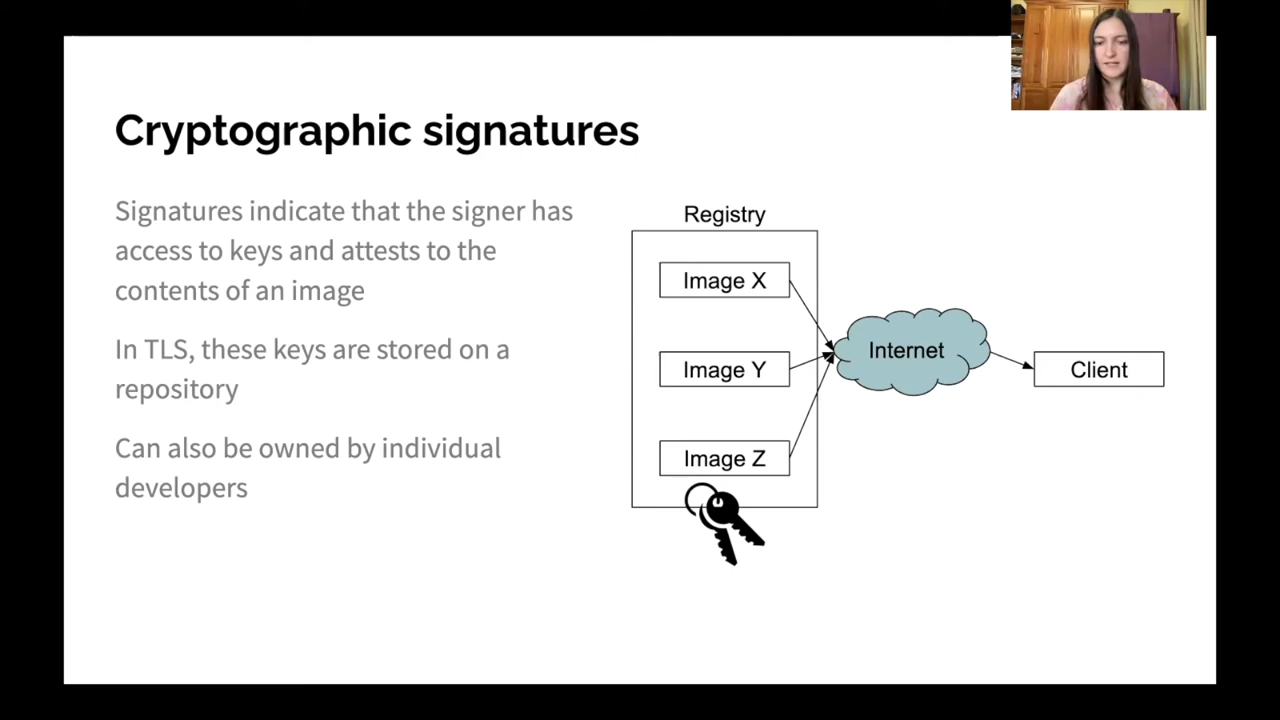 Cryptographic signatures
Signatures indicate that the signer has
access to keys and attests to the
contents of an image
In TLS, these keys are stored on a
repository
Can also be owned by individual
developers
Registry
Image X
Image Y
Image Z
Internet
Client